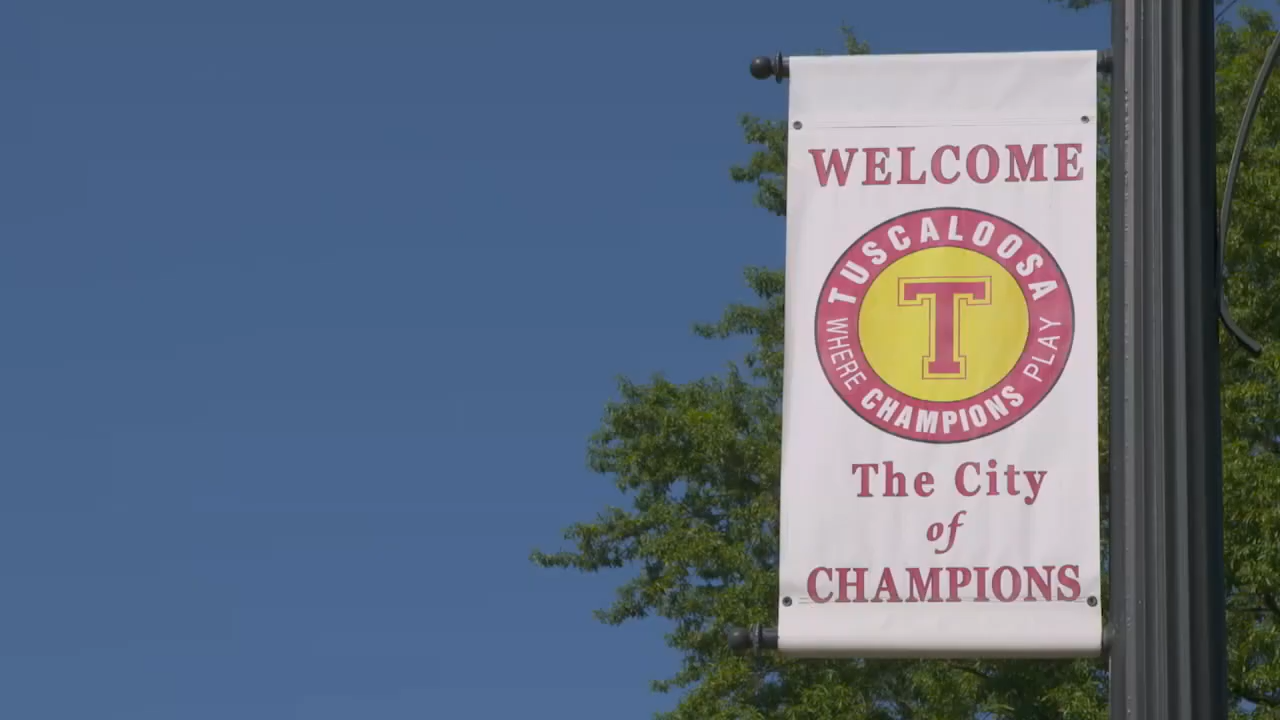 WELCOME
TUSCALOOSA
T
WHERE CHAMPIONS PLAY
The City
of
CHAMPIONS